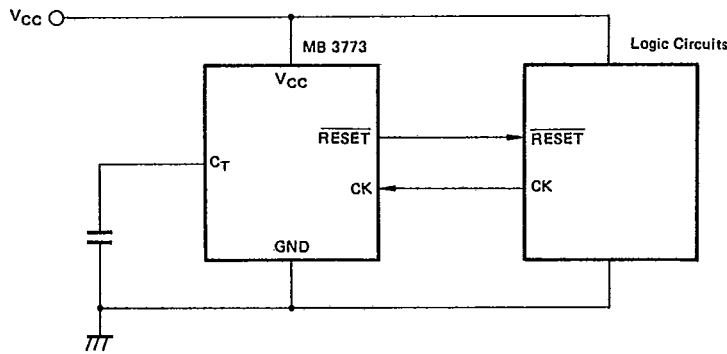 VCC
MB 3773
Logic Circuits
VCC
RESET
RESET
CT
CK
CK
GND